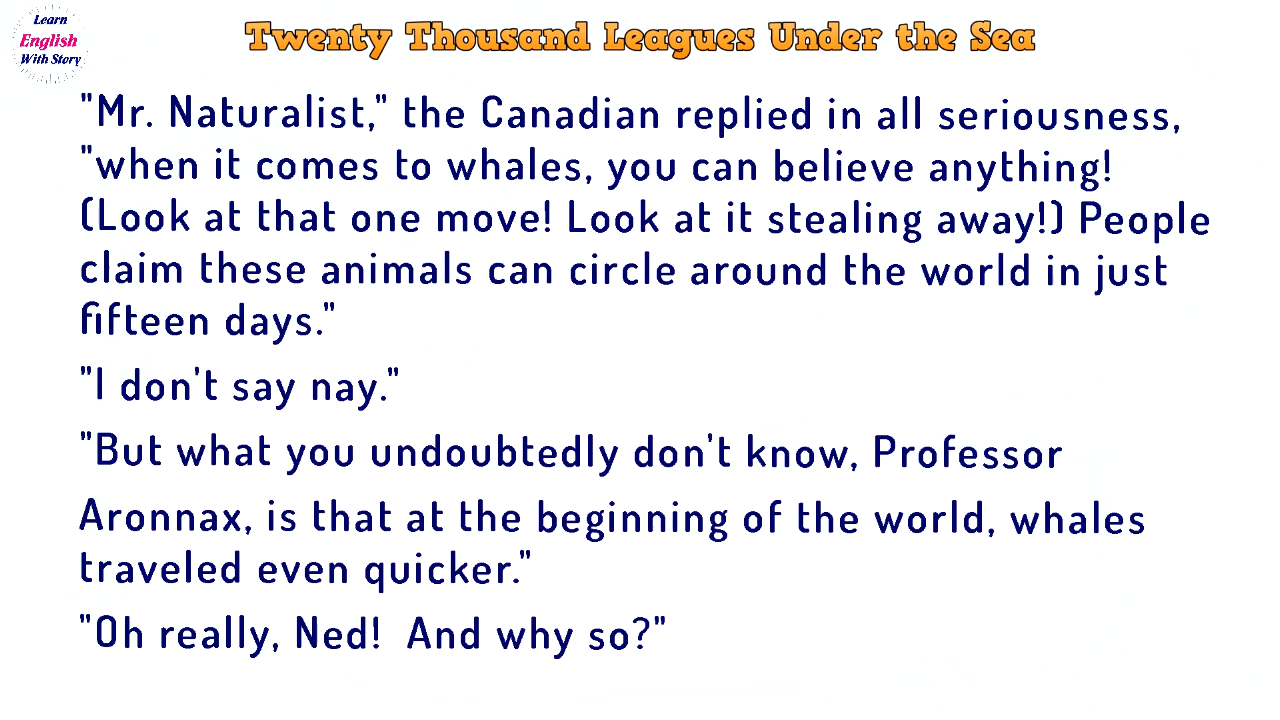 Learn
English
With Story
Twenty Thousand Leagues Under the Sea
"Mr. Naturalist," the Canadian replied in all seriousness,
"when it comes to whales, you can believe anything!
(Look at that one move! Look at it stealing away!) People
claim these animals can circle around the world in just
fifteen days."
"I don't say nay."
"But what you undoubtedly don't know, Professor
Aronnax, is that at the beginning of the world, whales
traveled even quicker."
"Oh really, Ned!  And why so?"